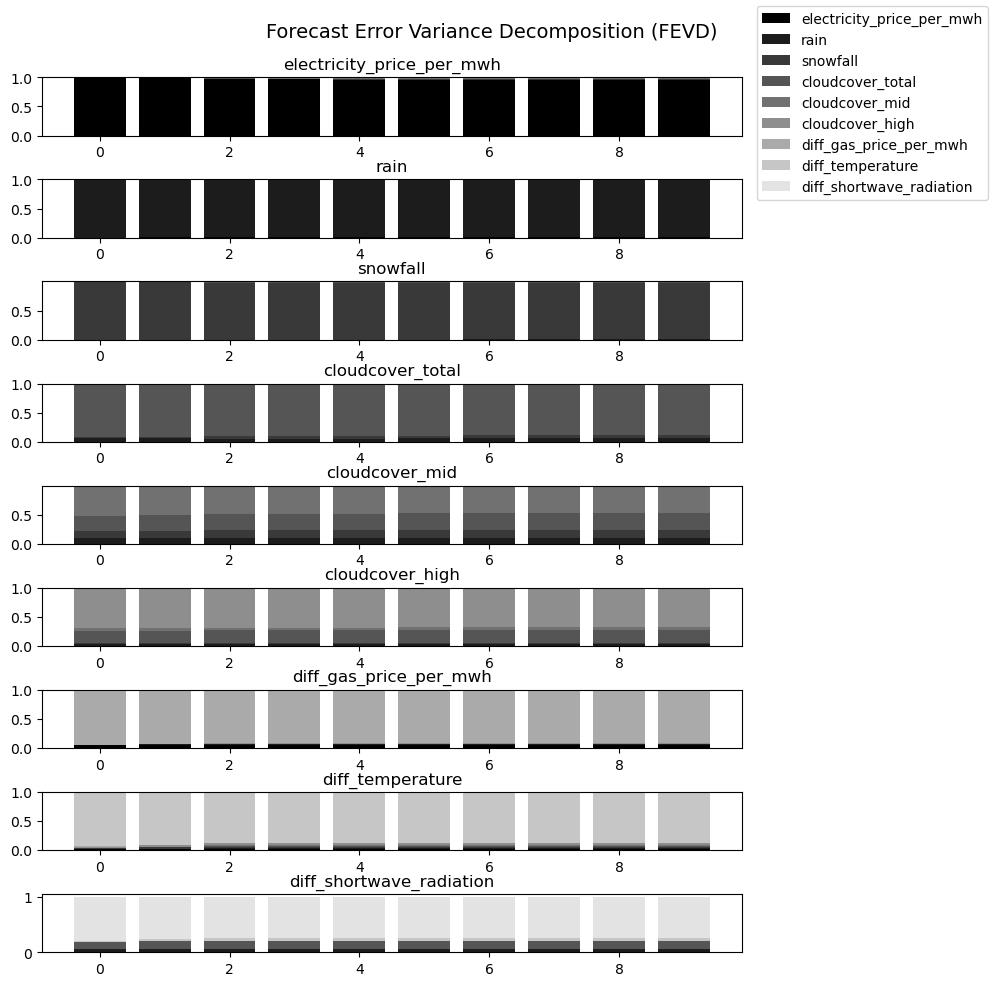 Forecast Error Variance Decomposition (FEVD)
electricity_price_per_mwh
rain
snowfall
cloudcover_total
cloudcover_mid
cloudcover_high
diff_gas_price_per_mwh
diff_temperature
diff_shortwave_radiation
electricity_price_per_mwh
1.0
0.5
0.0
0 2 4 6 8
rain
1.0
0.5
0.0
0 2 4 6 8
snowfall
0.5
0.0
0 2 4 6 8
cloudcover_total
1.0
0.5
0.0
0 2 4 6 8
cloudcover_mid
0.5
0.0
0 2 4 6 8
cloudcover_high
1.0
0.5
0.0
0 2 4 6 8
diff_gas_price_per_mwh
1.0
0.5
0.0
0 2 4 6 8
diff_temperature
1.0
0.5
0.0
0 2 4 6 8
diff_shortwave_radiation
1
0
0 2 4 6 8